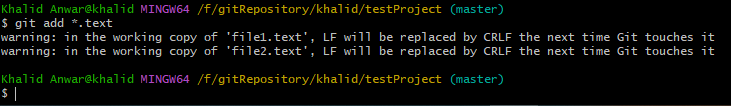 Khalid Anwar@khalid MINGW64 /f/gitRepository/khalid/testProject (master)
$ git add *.text
warning: in the working copy of 'file1.text', LF will be replaced by CRLF the next time Git touches it
warning: in the working copy of 'file2.text', LF will be replaced by CRLF the next time Git touches it
Khalid Anwar@khalid MINGW64 /f/gitRepository/khalid/testProject (master)
$